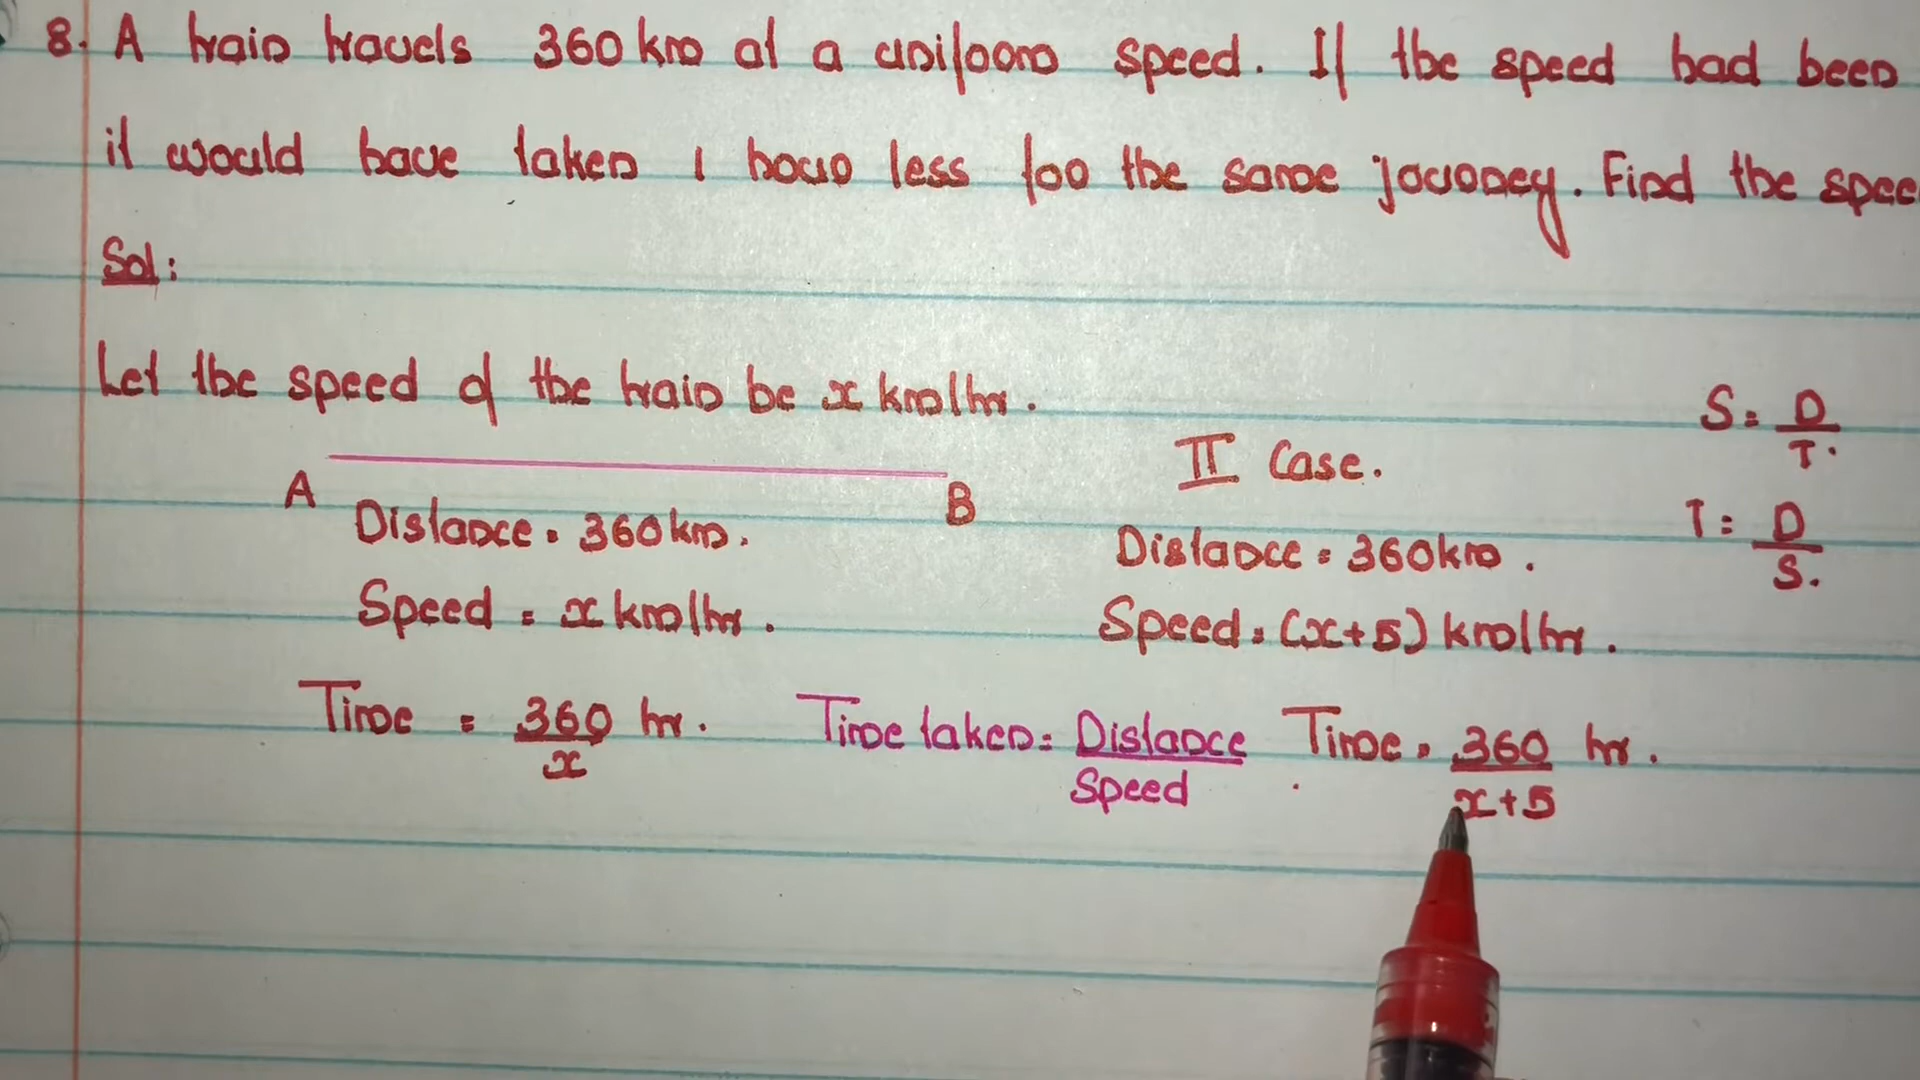 8. A train travels 360 km at a uniform speed. If the speed had been
it would have taken 1 hour less for the same journey. Find the spee
Sol:
Let the speed of the train be x km/hr.
A B
Distance = 360 km.
Speed = x km/hr.
Time = 360/x hr.
Time taken = Distance/Speed
II Case.
Distance = 360 km.
Speed = (x+5) km/hr.
Time = 360/x+5 hr.
S = D/T.
T = D/S.